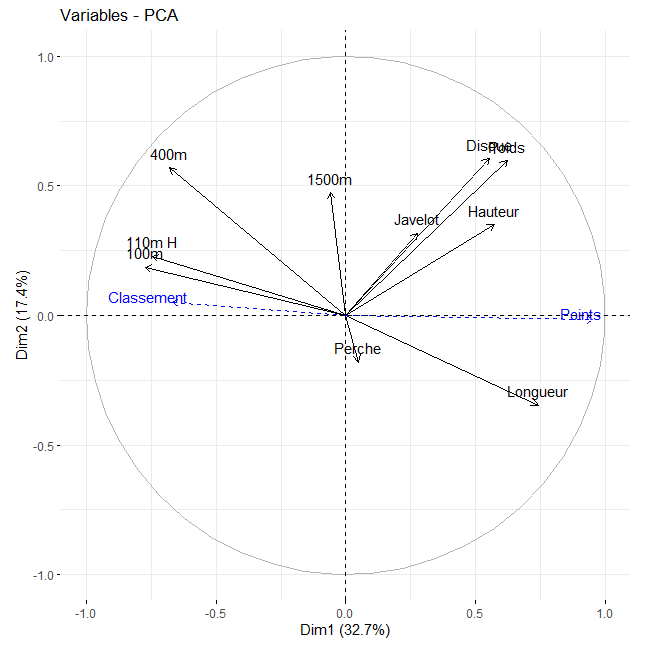 Variables - PCA
1.0
400m
Disque
Poids
1500m
0.5
Hauteur
Javelot
110m H
100m
Classement
Points
0.0
Perche
Longueur
-0.5
-1.0
Dim2 (17.4%)
-1.0 -0.5 0.0 0.5 1.0
Dim1 (32.7%)